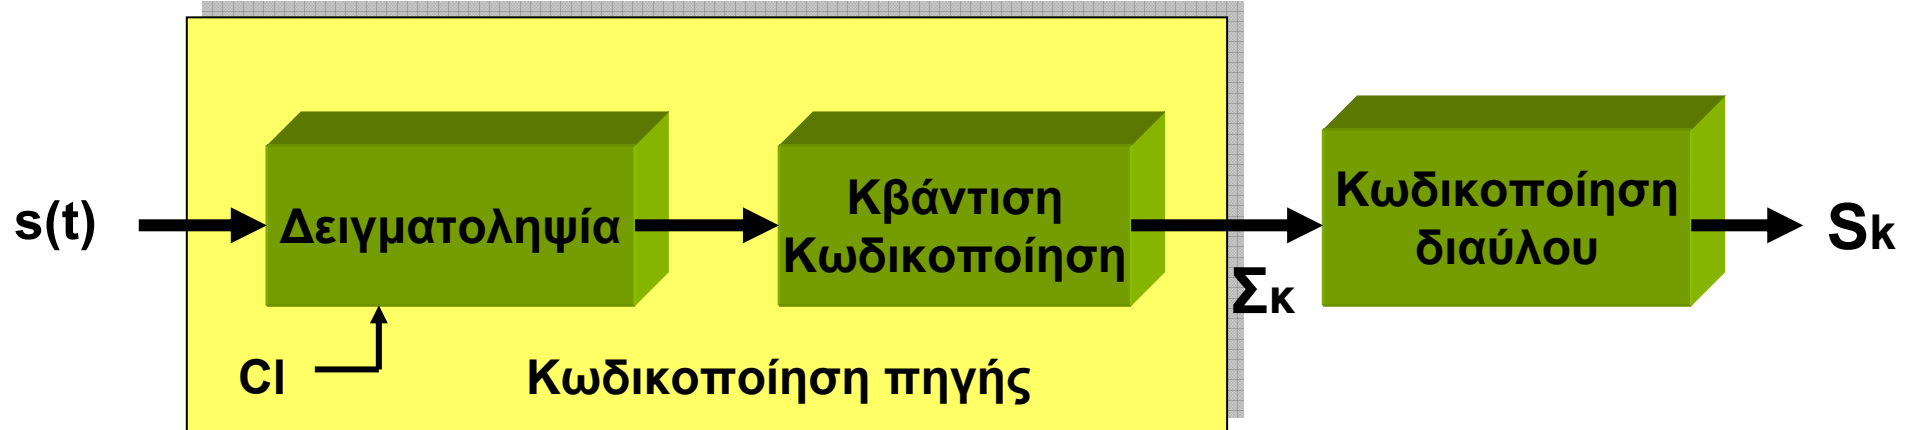 s(t)
Δειγματοληψία
Κβάντιση
Κωδικοποίηση
Κωδικοποίηση
διαύλου
Sk
Σκ
Cl
Κωδικοποίηση πηγής